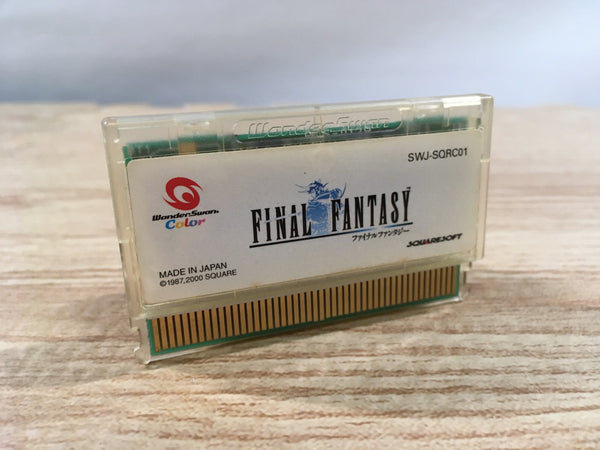 WonderSwan
SWJ-SQRC01
WonderSwan
Color
FINAL FANTASY
ファイナルファンタジー
SQUARESOFT
MADE IN JAPAN
©1987,2000 SQUARE